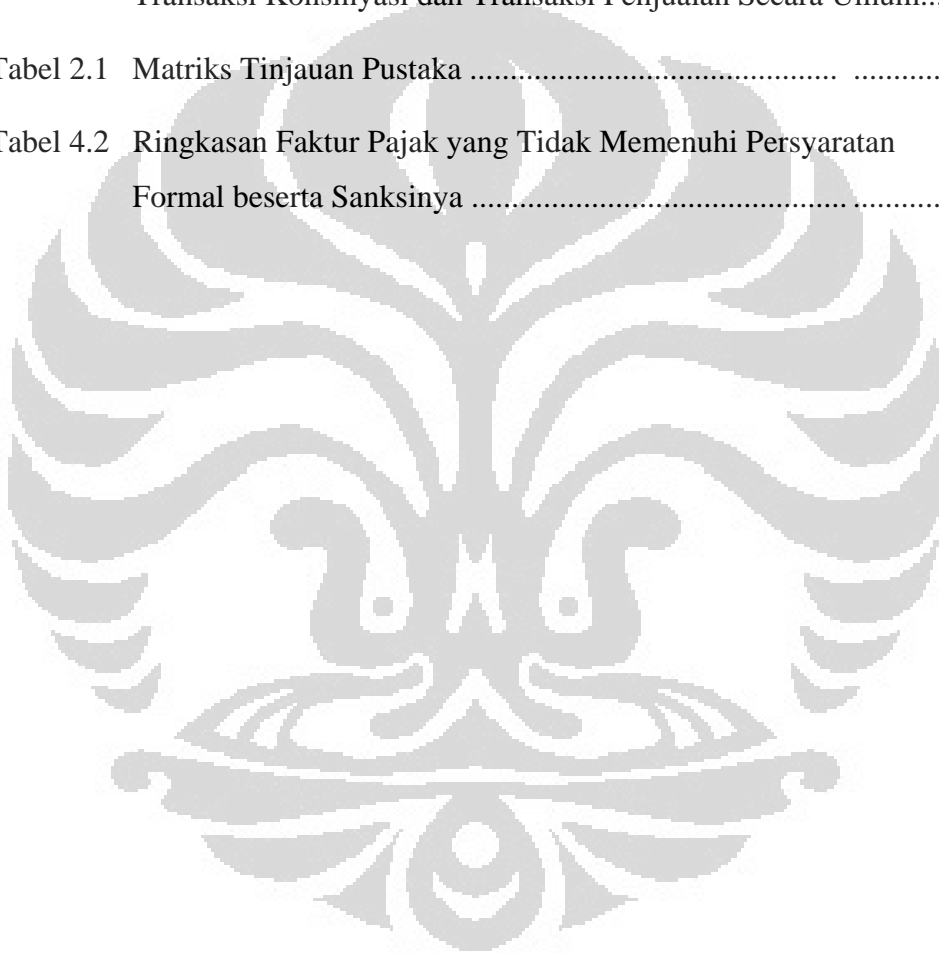 Transaksi Konsinyasi dan Transaksi Penjualan Secara Umum...
Tabel 2.1 Matriks Tinjauan Pustaka ............................................. ...........
Tabel 4.2 Ringkasan Faktur Pajak yang Tidak Memenuhi Persyaratan
Formal beserta Sanksinya .........................................................